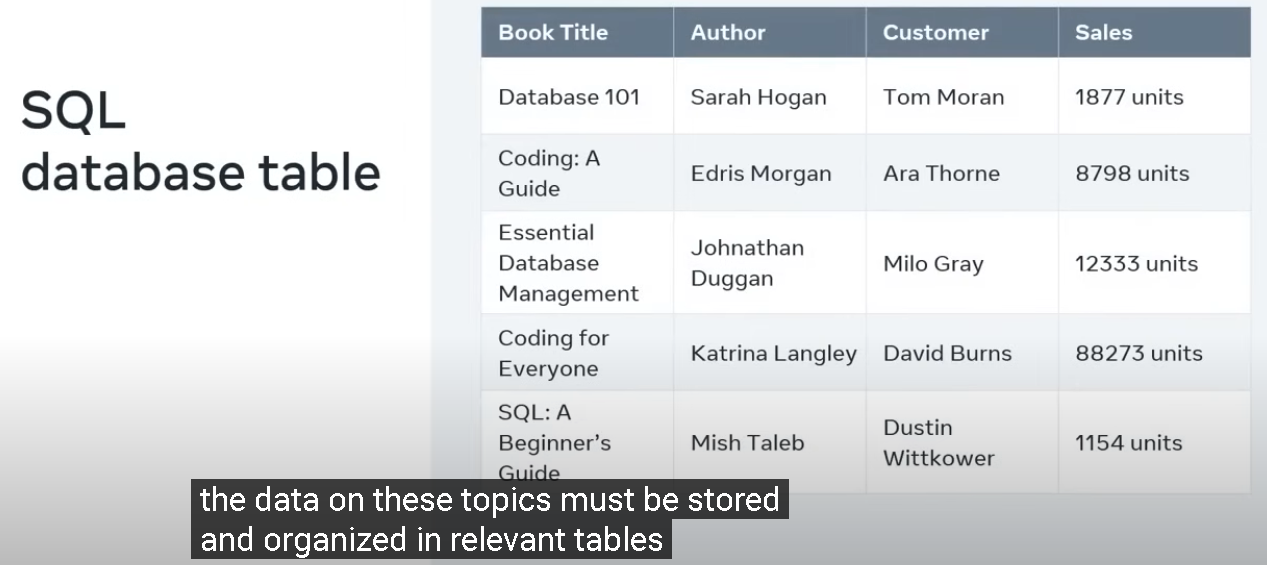 SQL
database table
Book Title Author Customer Sales
Database 101 Sarah Hogan Tom Moran 1877 units
Coding: A
Guide
Edris Morgan Ara Thorne 8798 units
Essential
Database
Management
Johnathan
Duggan
Milo Gray 12333 units
Coding for
Everyone
Katrina Langley David Burns 88273 units
SQL: A
Beginner’s
Guide
Mish Taleb
Dustin
Wittkower
1154 units
the data on these topics must be stored
and organized in relevant tables